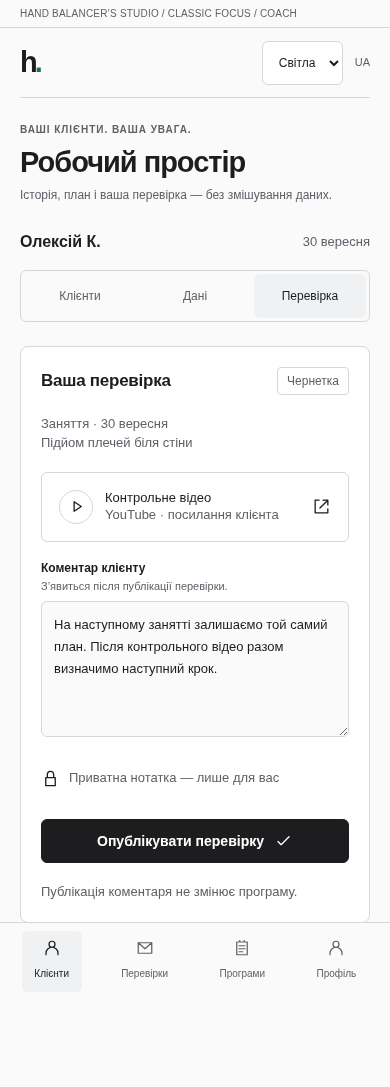 HAND BALANCER'S STUDIO / CLASSIC FOCUS / COACH
h.
Світла
UA
ВАШІ КЛІЄНТИ. ВАША УВАГА.
Робочий простір
Історія, план і ваша перевірка — без змішування даних.
Олексій К.
30 вересня
Клієнти
Дані
Перевірка
Ваша перевірка
Чернетка
Заняття · 30 вересня
Підйом плечей біля стіни
Контрольне відео
YouTube · посилання клієнта
Коментар клієнту
З'явиться після публікації перевірки.
На наступному занятті залишаємо той самий
план. Після контрольного відео разом
визначимо наступний крок.
Приватна нотатка — лише для вас
Опублікувати перевірку
Публікація коментаря не змінює програму.
Клієнти
Перевірки
Програми
Профіль